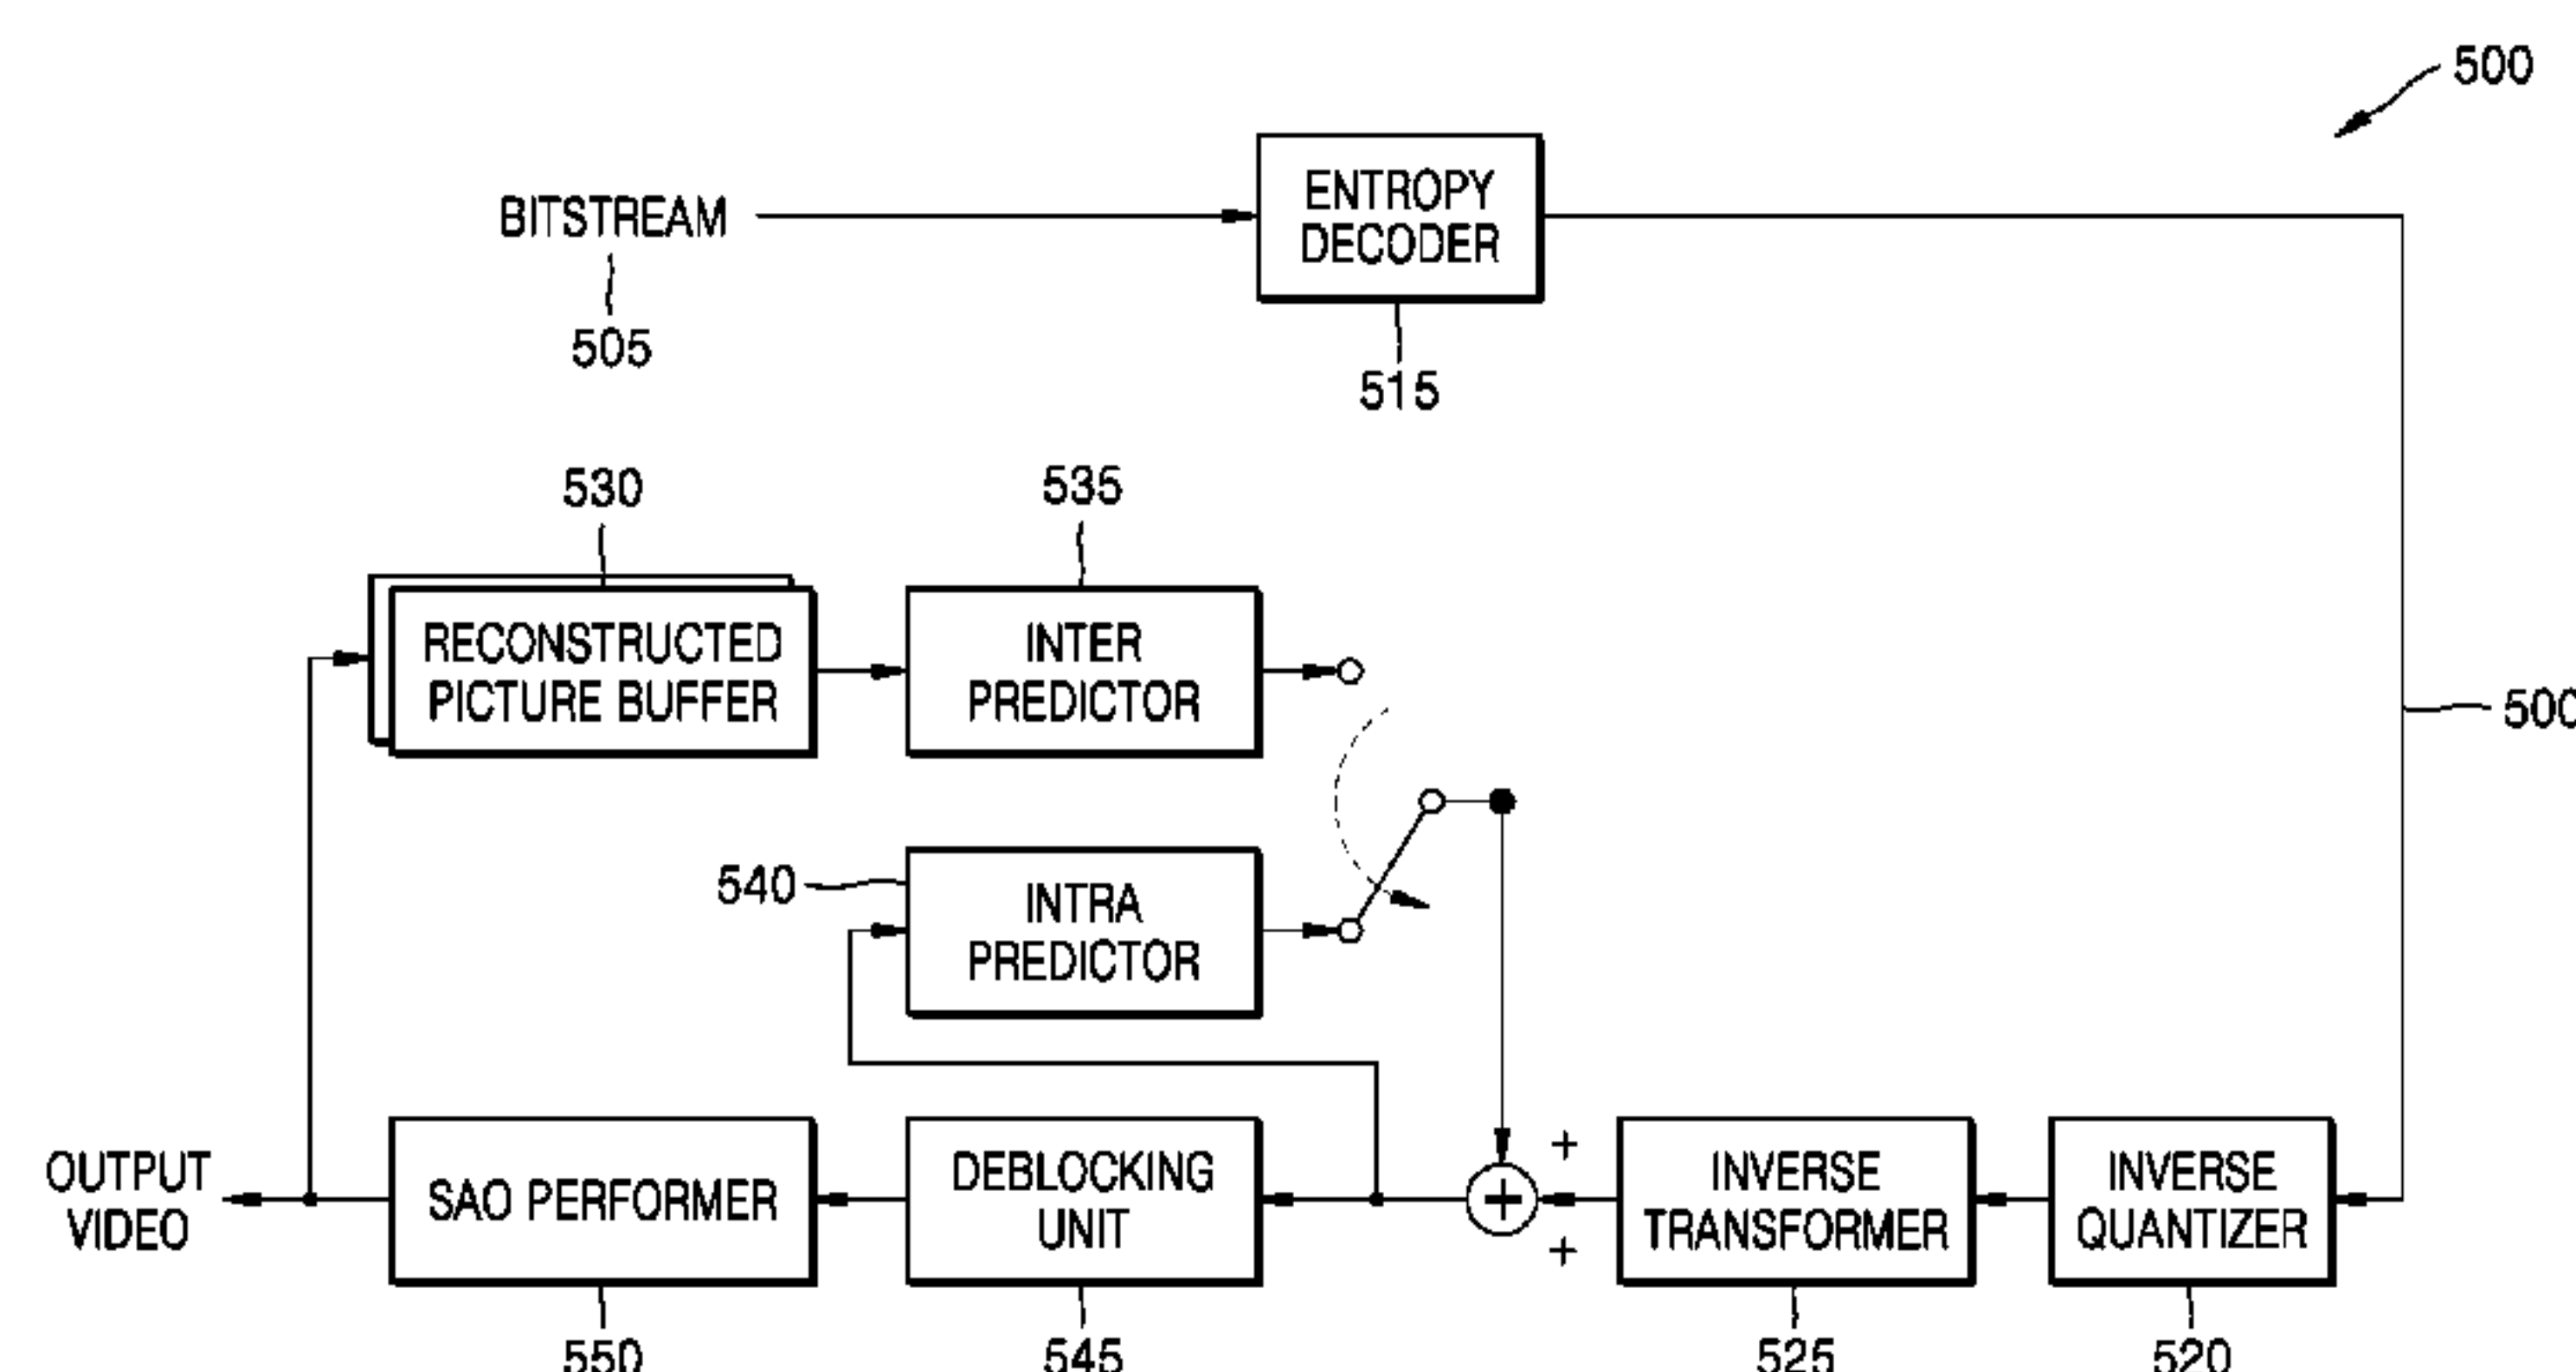 500
BITSTREAM
505
ENTROPY
DECODER
515
530
535
RECONSTRUCTED
PICTURE BUFFER
INTER
PREDICTOR
500
540
INTRA
PREDICTOR
OUTPUT
VIDEO
SAO PERFORMER
DEBLOCKING
UNIT
+
+
+
INVERSE
TRANSFORMER
INVERSE
QUANTIZER
550
545
525
520